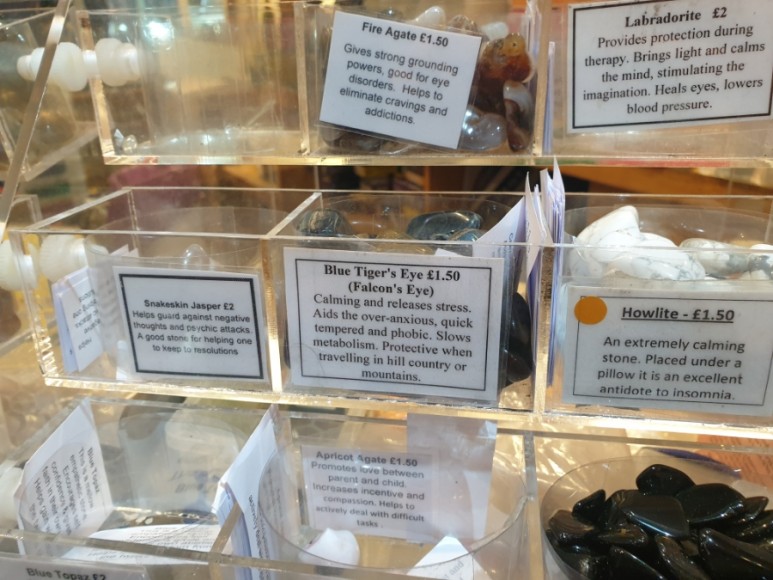 Fire Agate £1.50
Gives strong grounding
powers, good for eye
disorders. Helps to
eliminate cravings and
addictions.
Labradorite £2
Provides protection during
therapy. Brings light and calms
the mind, stimulating the
imagination. Heals eyes, lowers
blood pressure.
Snakeskin Jasper £2
Helps guard against negative
thoughts and psychic attacks.
A good stone for helping one
to keep to resolutions
Blue Tiger's Eye £1.50
(Falcon's Eye)
Calming and releases stress.
Aids the over-anxious, quick
tempered and phobic. Slows
metabolism. Protective when
travelling in hill country or
mountains.
Howlite - £1.50
An extremely calming
stone. Placed under a
pillow it is an excellent
antidote to insomnia.
Apricot Agate £1.50
Promotes love between
parent and child.
Increases incentive and
compassion. Helps to
actively deal with difficult
tasks
Blue Topaz
Blue Topaz £2